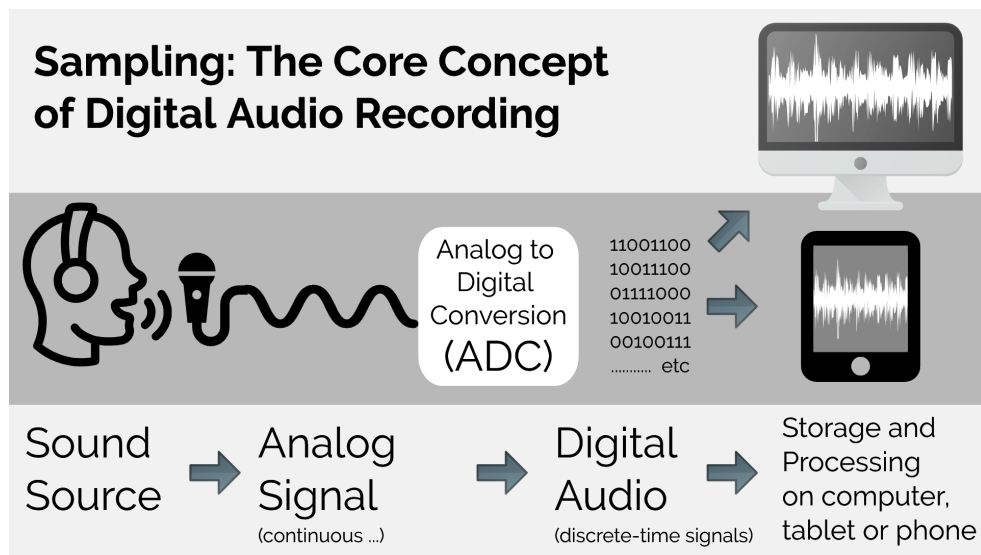 Sampling: The Core Concept
of Digital Audio Recording
Analog to
Digital
Conversion
(ADC)
11001100
10011100
01111000
10010011
00100111
........... etc
Sound
Source
Analog
Signal
(continuous ...)
Digital
Audio
(discrete-time signals)
Storage and
Processing
on computer,
tablet or phone